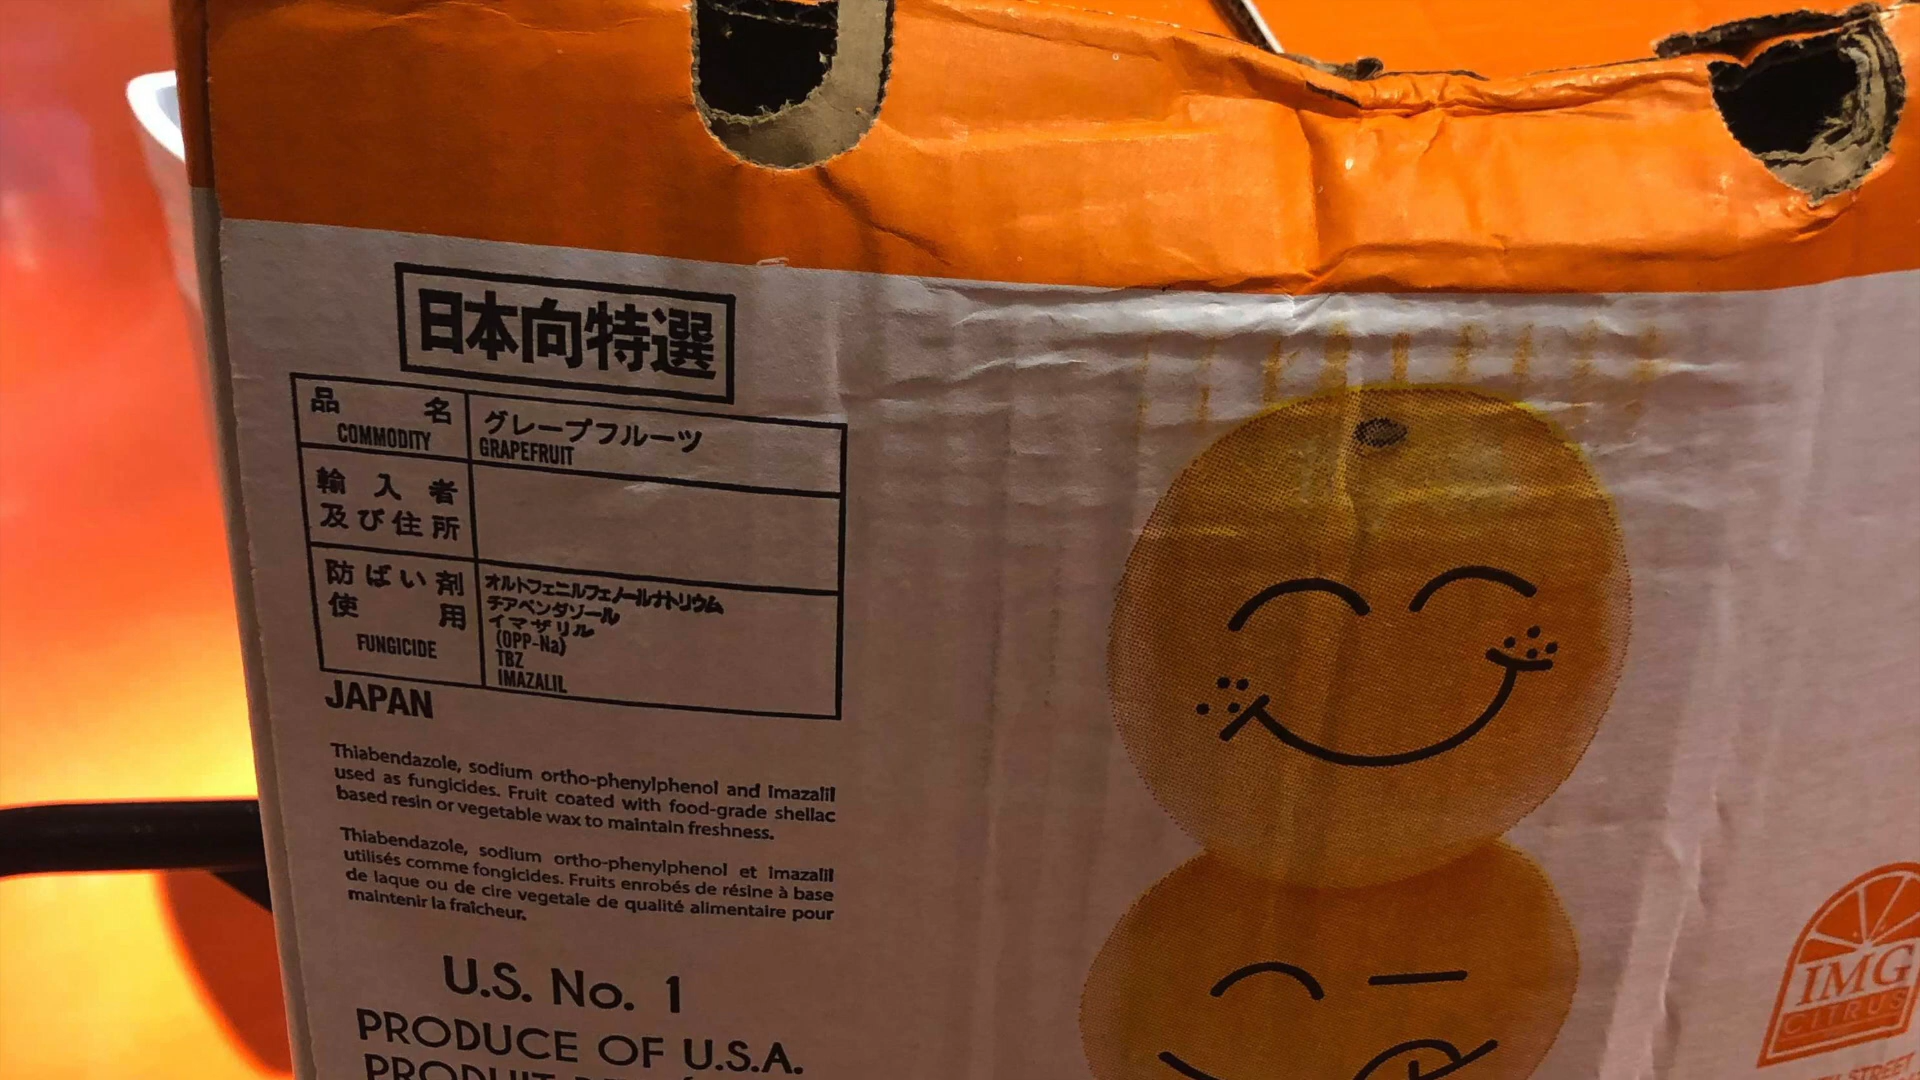 日本向特選
品名 グレープフルーツ
COMMODITY GRAPEFRUIT
輸入者
及び住所
防ばい剤 オルトフェニルフェノールナトリウム
使用 チアベンダゾール
イマザリル
(OPP-Na)
FUNGICIDE TBZ
IMAZALIL
JAPAN
Thiabendazole, sodium ortho-phenylphenol and Imazalil
used as fungicides. Fruit coated with food-grade shellac
based resin or vegetable wax to maintain freshness.
Thiabendazole, sodium ortho-phenylphenol et Imazalil
utilisés comme fongicides. Fruits enrobés de résine à base
de laque ou de cire vegetale de qualité alimentaire pour
maintenir la fraîcheur.
U.S. No. 1
PRODUCE OF U.S.A.
PRODUIT
IMG
CITRUS
STREET